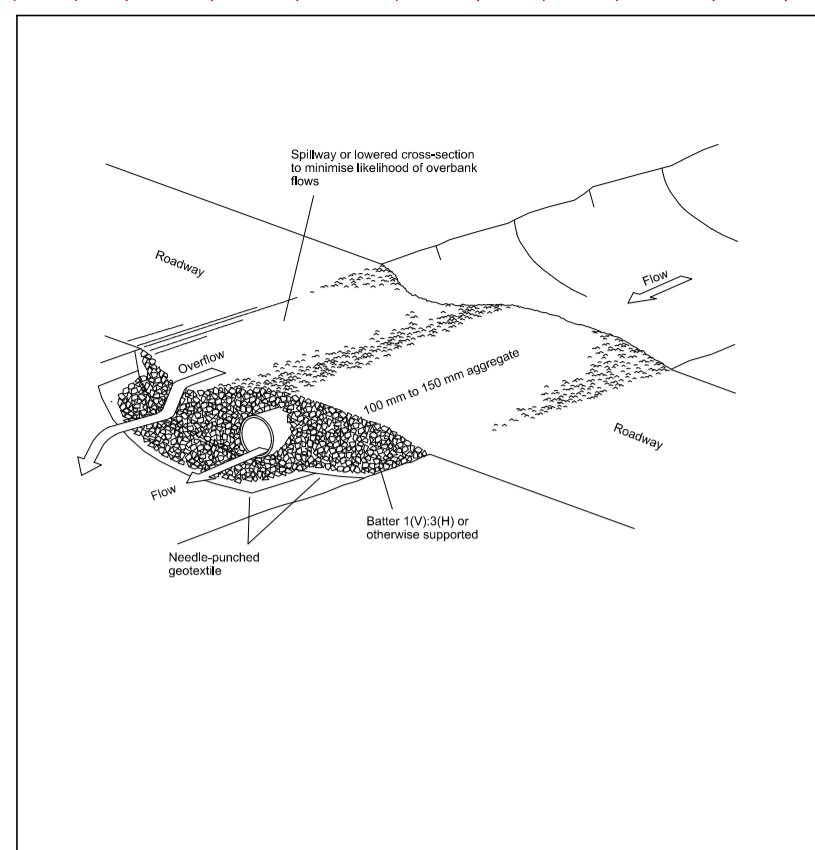 Spillway or lowered cross-section
to minimise likelihood of overbank
flows
Roadway
Flow
Overflow
100 mm to 150 mm aggregate
Roadway
Flow
Batter 1(V):3(H) or
otherwise supported
Needle-punched
geotextile